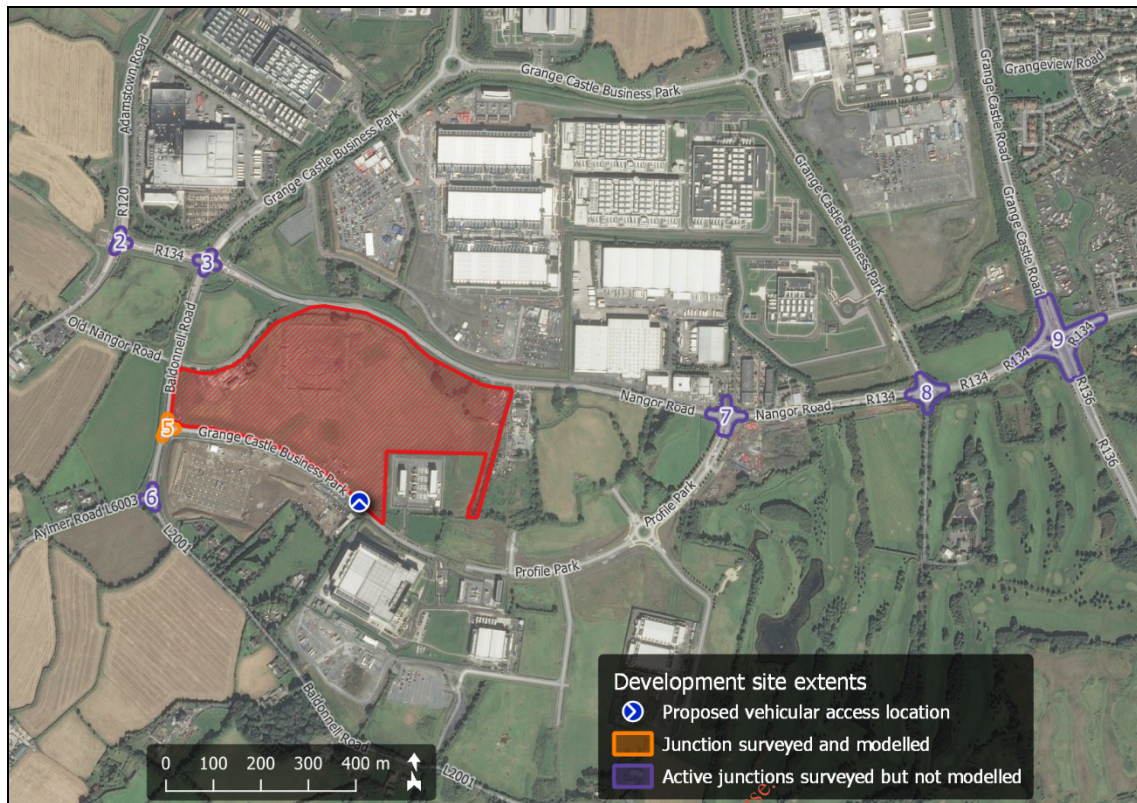 Grangeview Road
Grange Castle Business Park
Adamstown Road
Grange Castle Road
Grange Castle Business Park
Grange Castle Business Park
Grange Castle Road
R120
2
R134
3
Old Nangor Road
Baldonnell Road
9
R134
R134
R134
8
R134
R136
R136
Nangor Road
7
Nangor Road
5
Grange Castle Business Park
6
Aylmer Road L6003
L2001
Profile Park
Profile Park
Baldonnell Road
L2001
Development site extents
Proposed vehicular access location
Junction surveyed and modelled
Active junctions surveyed but not modelled
0 100 200 300 400 m